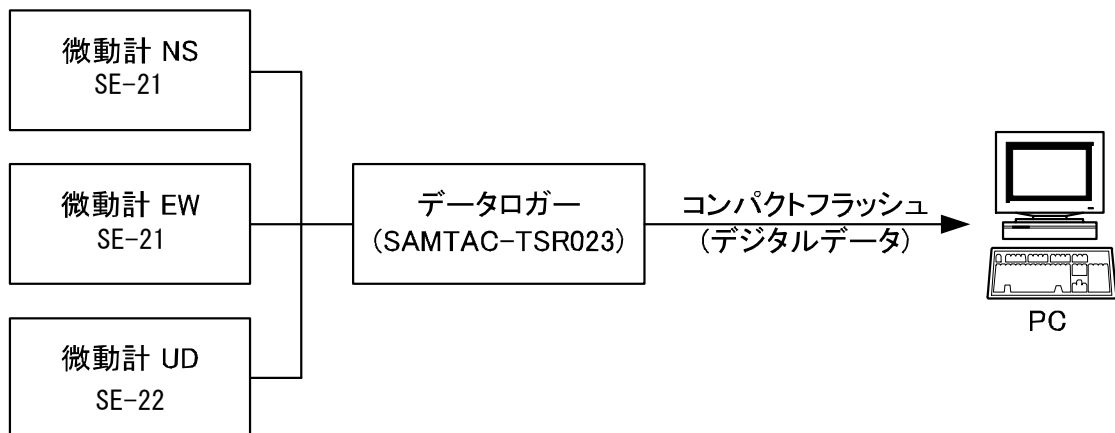 微動計 NS
SE-21
微動計 EW
SE-21
微動計 UD
SE-22
データロガー
(SAMTAC-TSR023)
コンパクトフラッシュ
(デジタルデータ)
PC